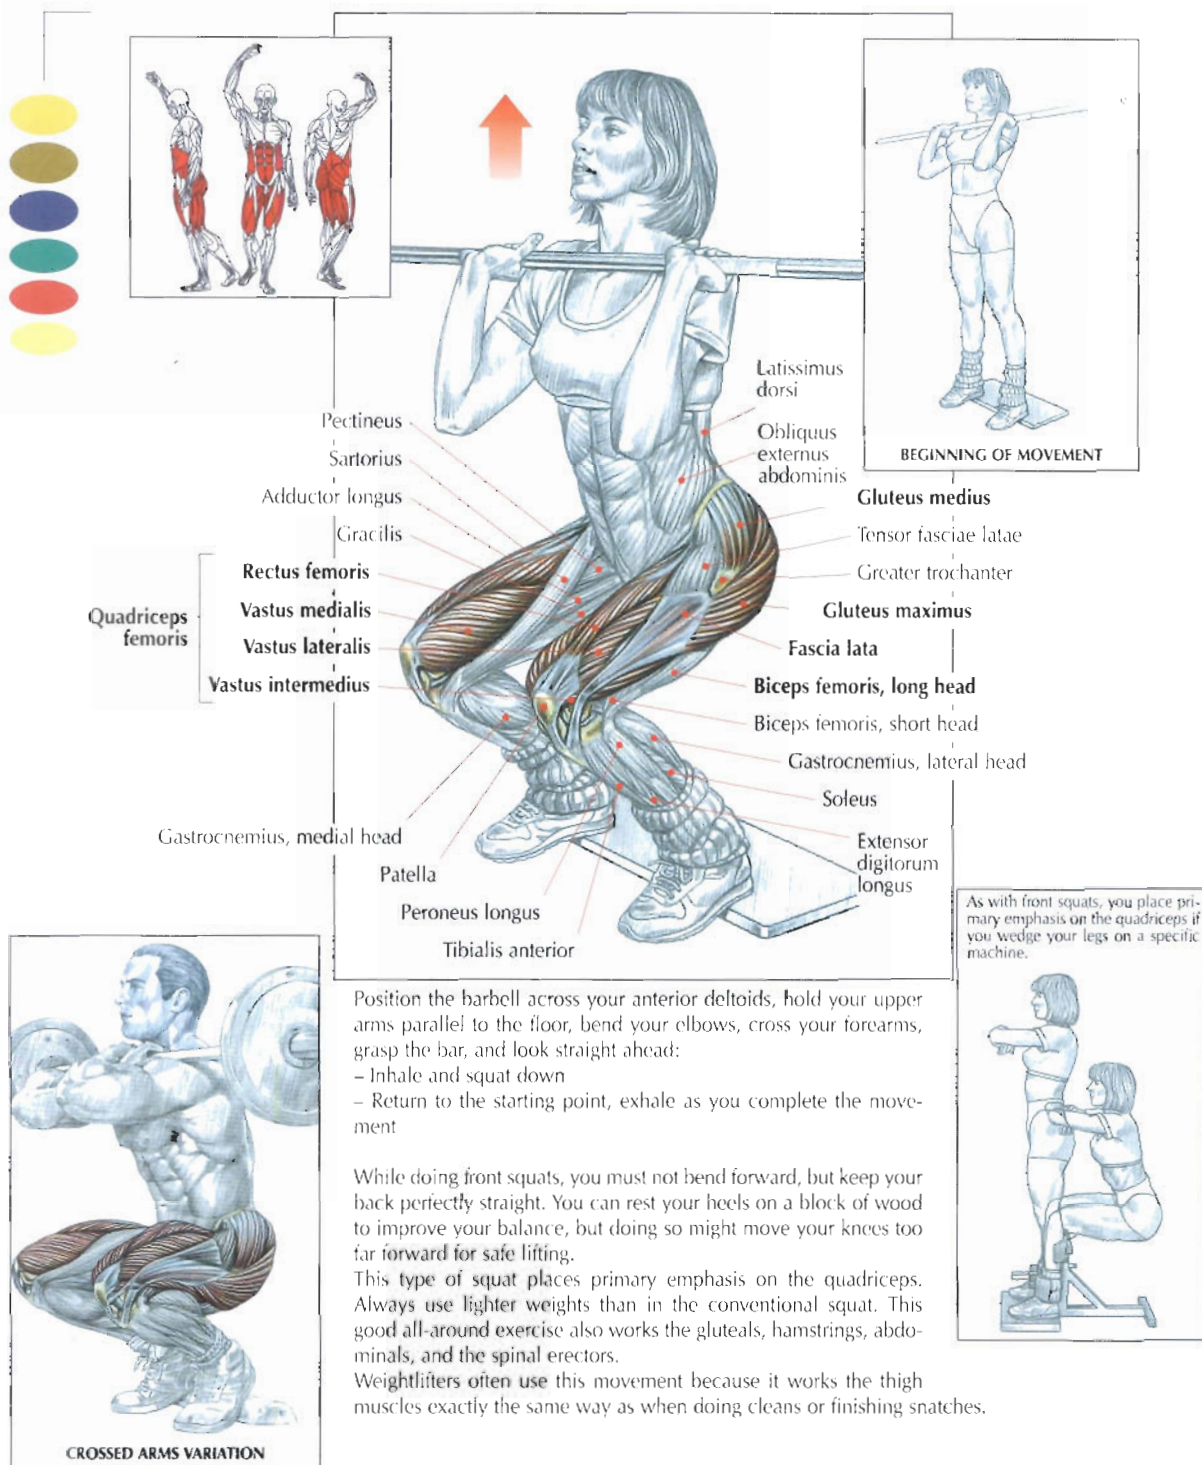 BEGINNING OF MOVEMENT
Latissimus
dorsi
Obliquus
externus
abdominis
Gluteus medius
Tensor fasciae latae
Greater trochanter
Gluteus maximus
Fascia lata
Biceps femoris, long head
Biceps femoris, short head
Gastrocnemius, lateral head
Soleus
Extensor
digitorum
longus
Pectineus
Sartorius
Adductor longus
Gracilis
Rectus femoris
Vastus medialis
Vastus lateralis
Vastus intermedius
Quadriceps
femoris
Gastrocnemius, medial head
Patella
Peroneus longus
Tibialis anterior
As with front squats, you place pri-
mary emphasis on the quadriceps if
you wedge your legs on a specific
machine.
Position the barbell across your anterior deltoids, hold your upper
arms parallel to the floor, bend your elbows, cross your forearms,
grasp the bar, and look straight ahead:
– Inhale and squat down
– Return to the starting point, exhale as you complete the move-
ment
While doing front squats, you must not bend forward, but keep your
back perfectly straight. You can rest your heels on a block of wood
to improve your balance, but doing so might move your knees too
far forward for safe lifting.
This type of squat places primary emphasis on the quadriceps.
Always use lighter weights than in the conventional squat. This
good all-around exercise also works the gluteals, hamstrings, abdo-
minals, and the spinal erectors.
Weightlifters often use this movement because it works the thigh
muscles exactly the same way as when doing cleans or finishing snatches.
CROSSED ARMS VARIATION